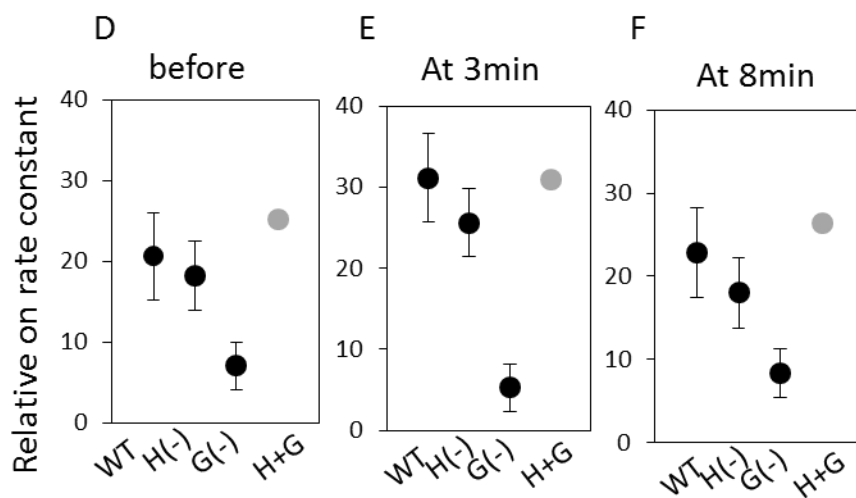 D
before
Relative on rate constant
40
30
20
10
0
WT
H(-)
G(-)
H+G
E
At 3min
40
30
20
10
0
WT
H(-)
G(-)
H+G
F
At 8min
40
30
20
10
0
WT
H(-)
G(-)
H+G